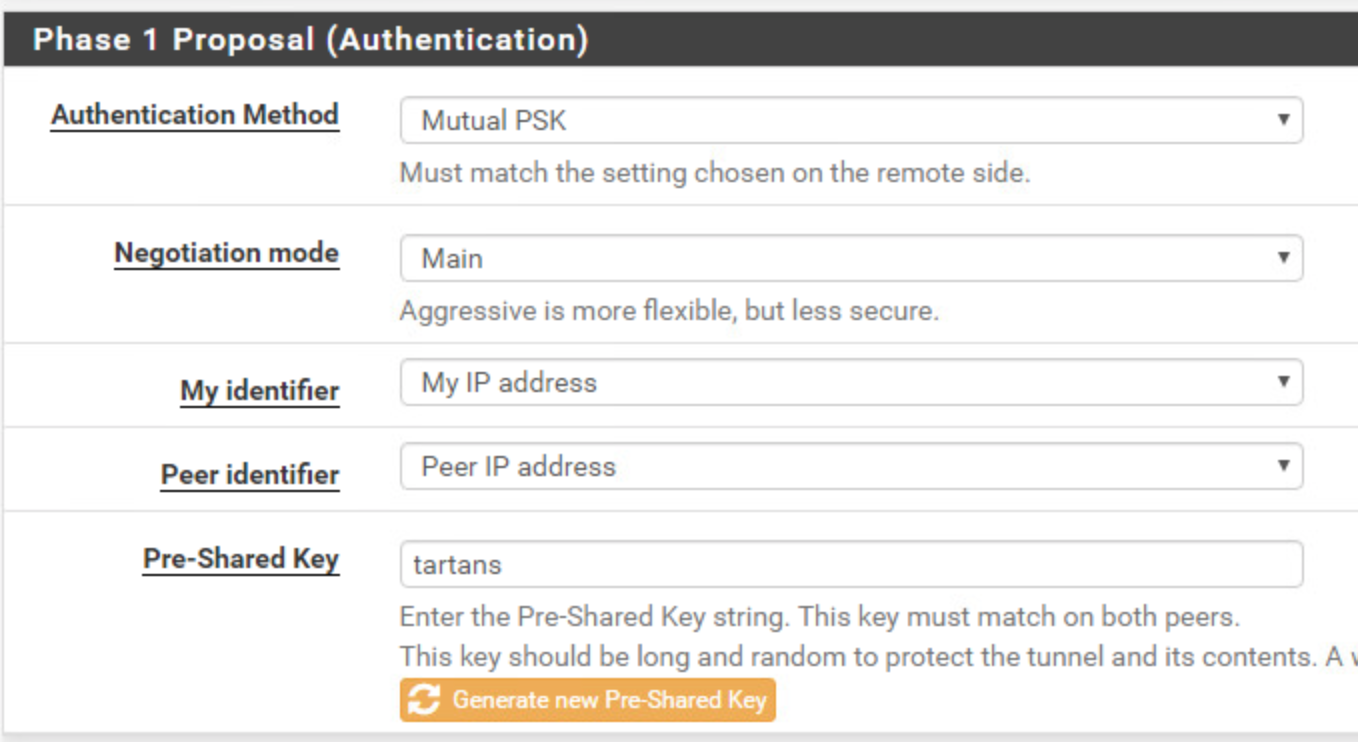 Phase 1 Proposal (Authentication)
Authentication Method
Mutual PSK
Must match the setting chosen on the remote side.
Negotiation mode
Main
Aggressive is more flexible, but less secure.
My identifier
My IP address
Peer identifier
Peer IP address
Pre-Shared Key
tartans
Enter the Pre-Shared Key string. This key must match on both peers.
This key should be long and random to protect the tunnel and its contents. A
Generate new Pre-Shared Key